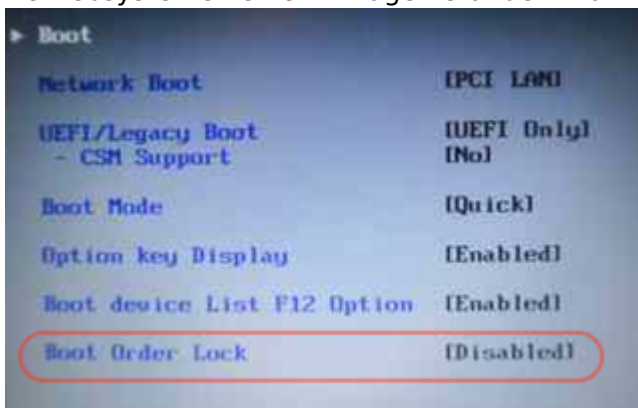 Boot
Network Boot [PCI LAN]
UEFI/Legacy Boot [UEFI Only]
- CSM Support [No]
Boot Mode [Quick]
Option key Display [Enabled]
Boot device List F12 Option [Enabled]
Boot Order Lock [Disabled]